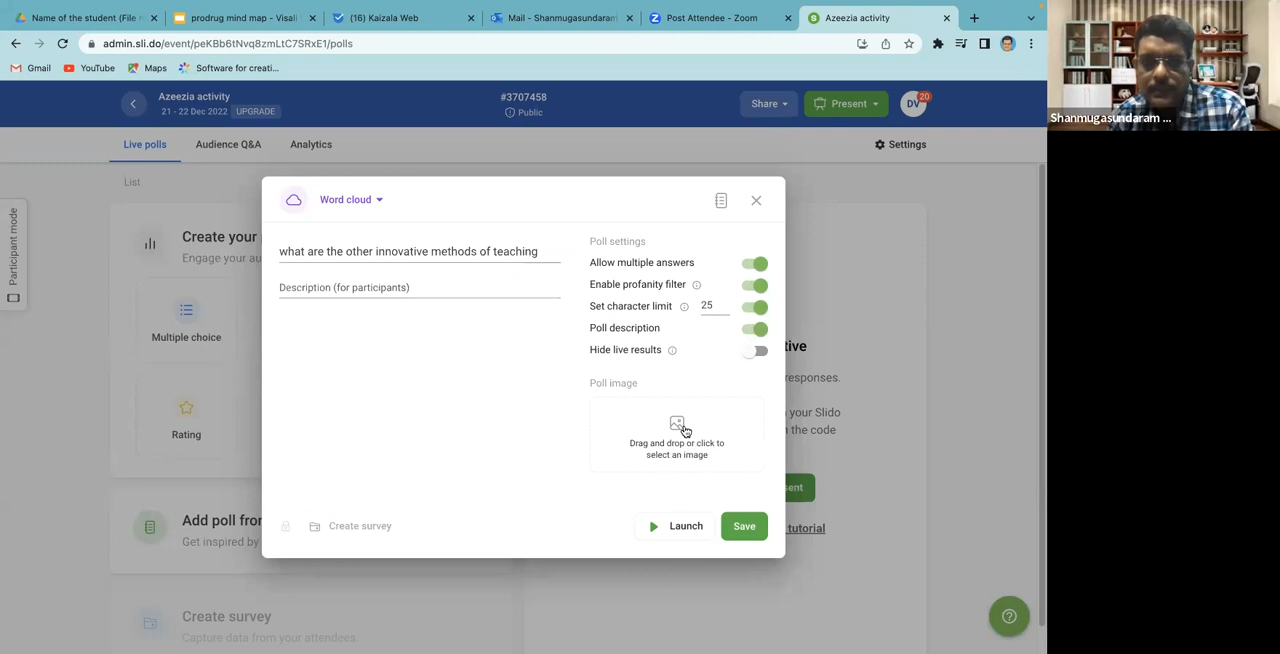 Name of the student (File r
prodrug mind map - Visali
(16) Kaizala Web
Mail - Shanmugasundaram
Post Attendee - Zoom
Azeezia activity
admin.sli.do/event/peKBb6tNvq8zmLtC7SRxE1/polls
Gmail
YouTube
Maps
Software for creati...
Azeezia activity
21 - 22 Dec 2022
UPGRADE
#3707458
Public
Share
Present
DV
20
Live polls
Audience Q&A
Analytics
Settings
List
Participant mode
Word cloud
what are the other innovative methods of teaching
Description (for participants)
Poll settings
Allow multiple answers
Enable profanity filter
Set character limit
25
Poll description
Hide live results
Poll image
Drag and drop or click to
select an image
Create survey
Launch
Save
Create your
Engage your au
Multiple choice
Rating
Add poll fror
Get inspired by
Create survey
Capture data from your attendees.
tive
responses.
your Slido
n the code
sent
tutorial
Shanmugasundaram ...